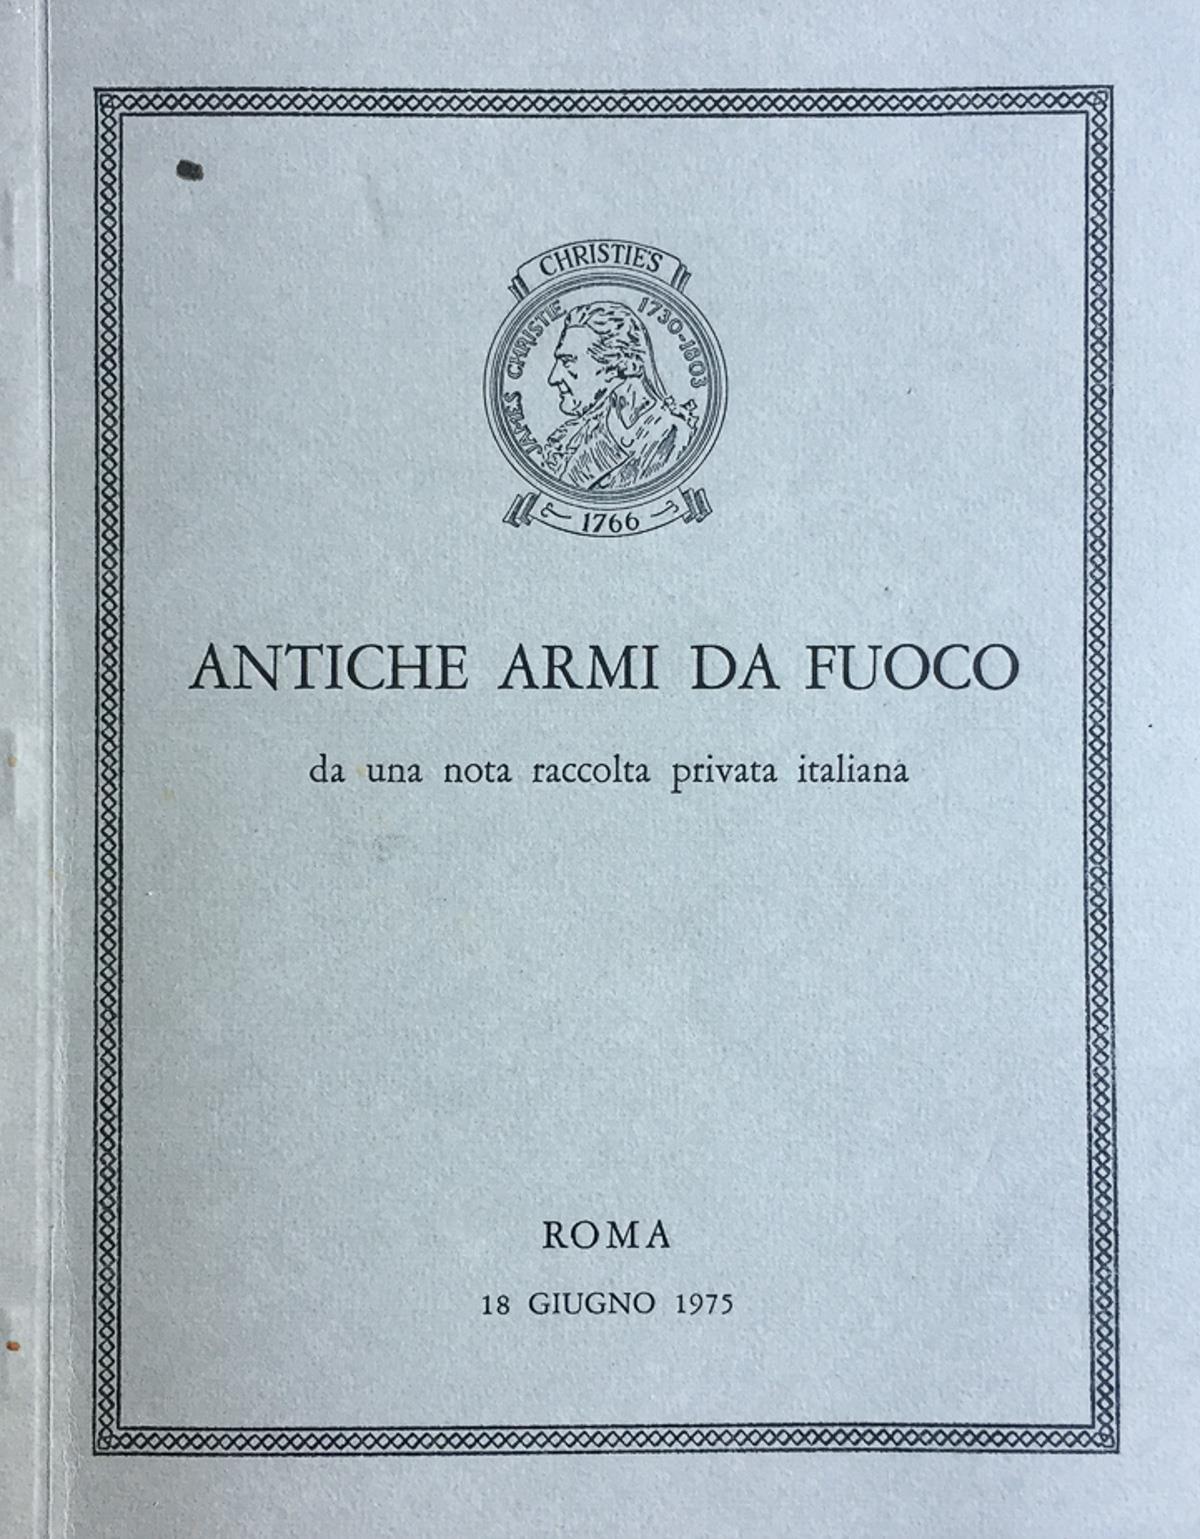 CHRISTIE'S
JAMES CHRISTIE 1730-1803
1766
ANTICHE ARMI DA FUOCO
da una nota raccolta privata italiana
ROMA
18 GIUGNO 1975